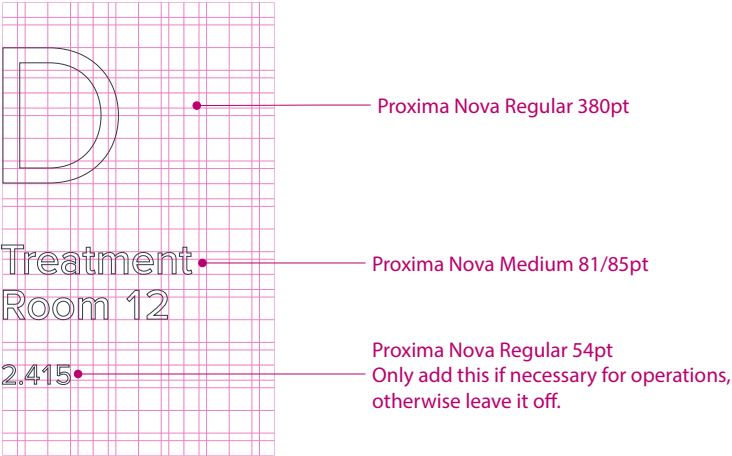 D
Proxima Nova Regular 380pt
Treatment
Room 12
Proxima Nova Medium 81/85pt
2.415
Proxima Nova Regular 54pt
Only add this if necessary for operations,
otherwise leave it off.